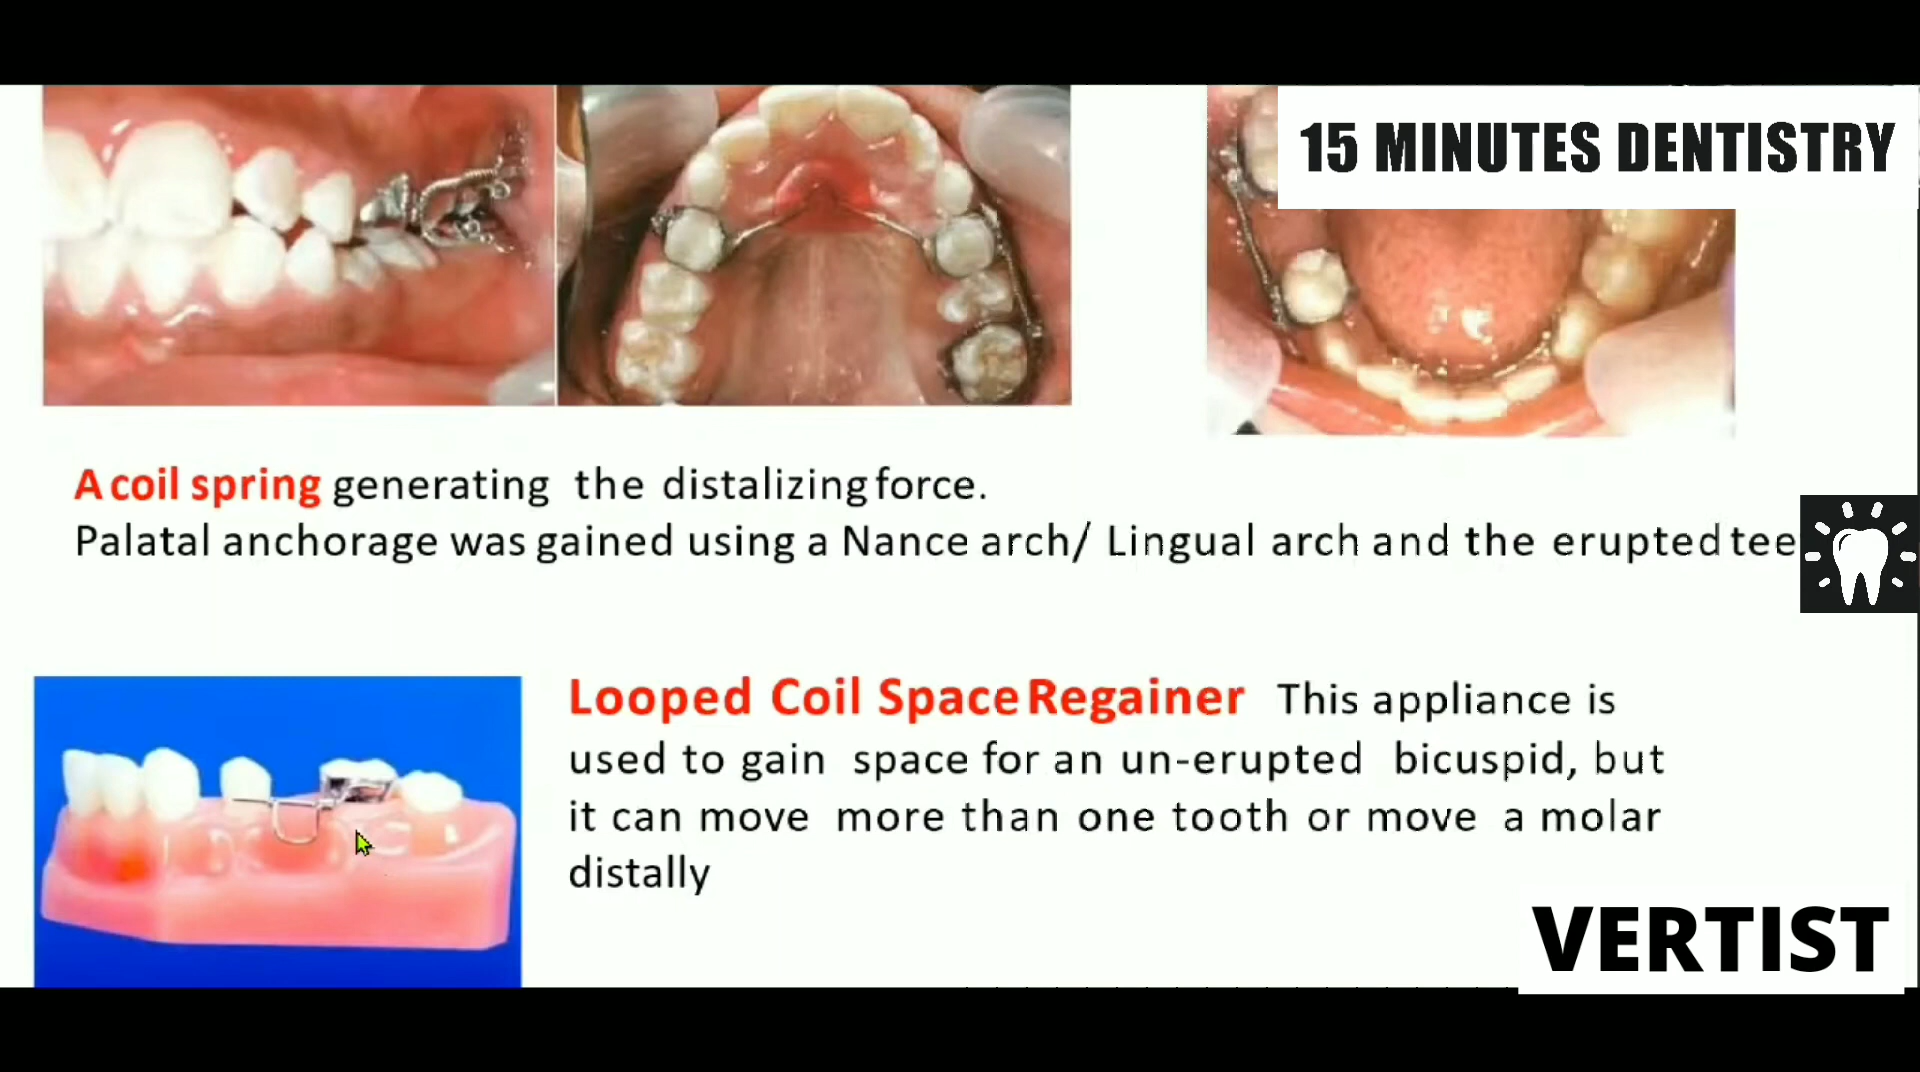 15 MINUTES DENTISTRY
A coil spring generating the distalizing force.
Palatal anchorage was gained using a Nance arch/ Lingual arch and the erupted tee
Looped Coil Space Regainer This appliance is
used to gain space for an un-erupted bicuspid, but
it can move more than one tooth or move a molar
distally
VERTIST